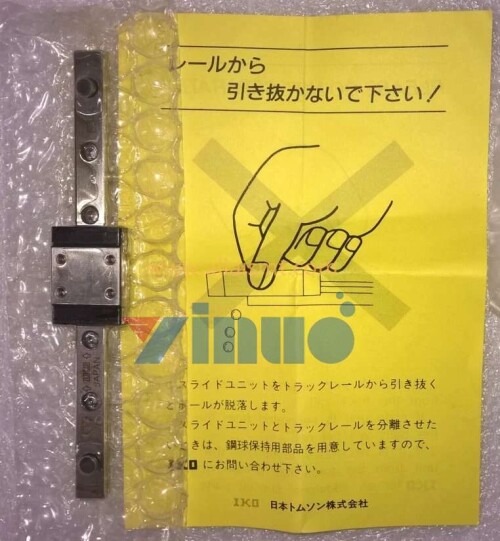 レールから
引き抜かないで下さい！
yinuo
スライドユニットをトラックレールから引き抜く
とボールが脱落します。
スライドユニットとトラックレールを分離させた
ときは、鋼球保持用部品を用意していますので、
IKO にお問い合わせ下さい。
IKO 日本トムソン株式会社
JAPAN